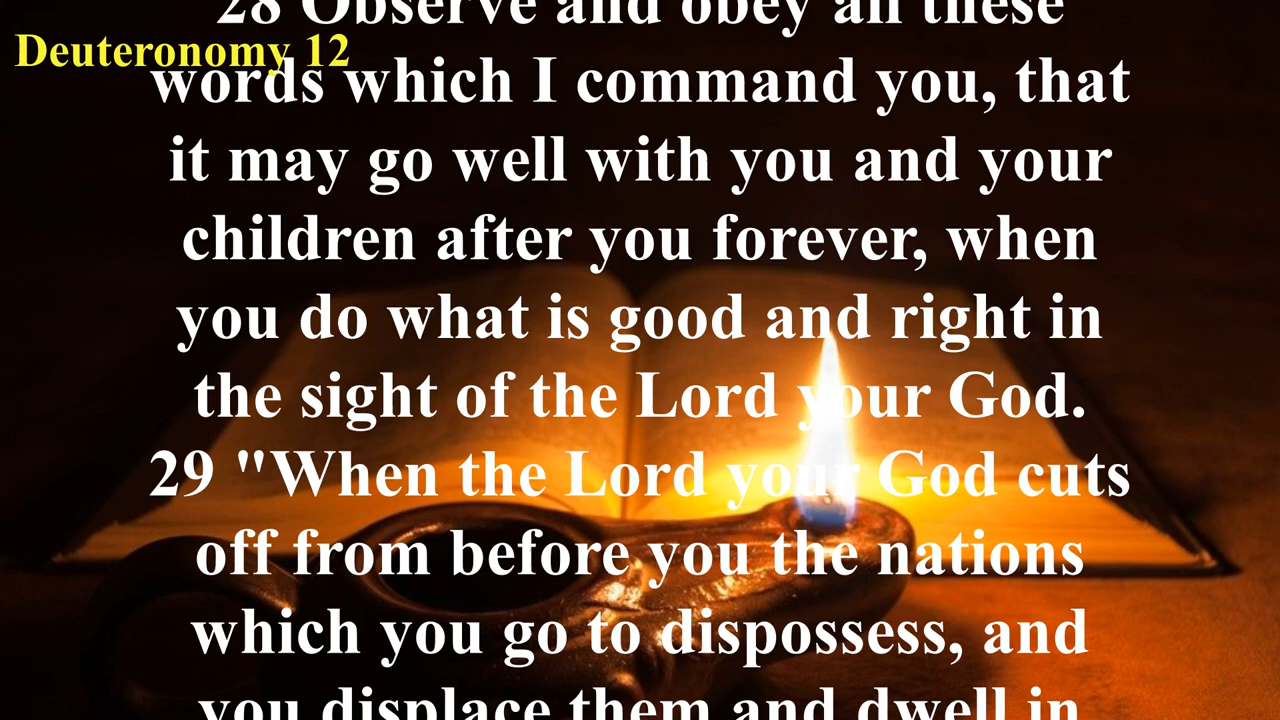 28 Observe and obey all these
Deuteronomy 12
words which I command you, that
it may go well with you and your
children after you forever, when
you do what is good and right in
the sight of the Lord your God.
29 "When the Lord your God cuts
off from before you the nations
which you go to dispossess, and
you displace them and dwell in